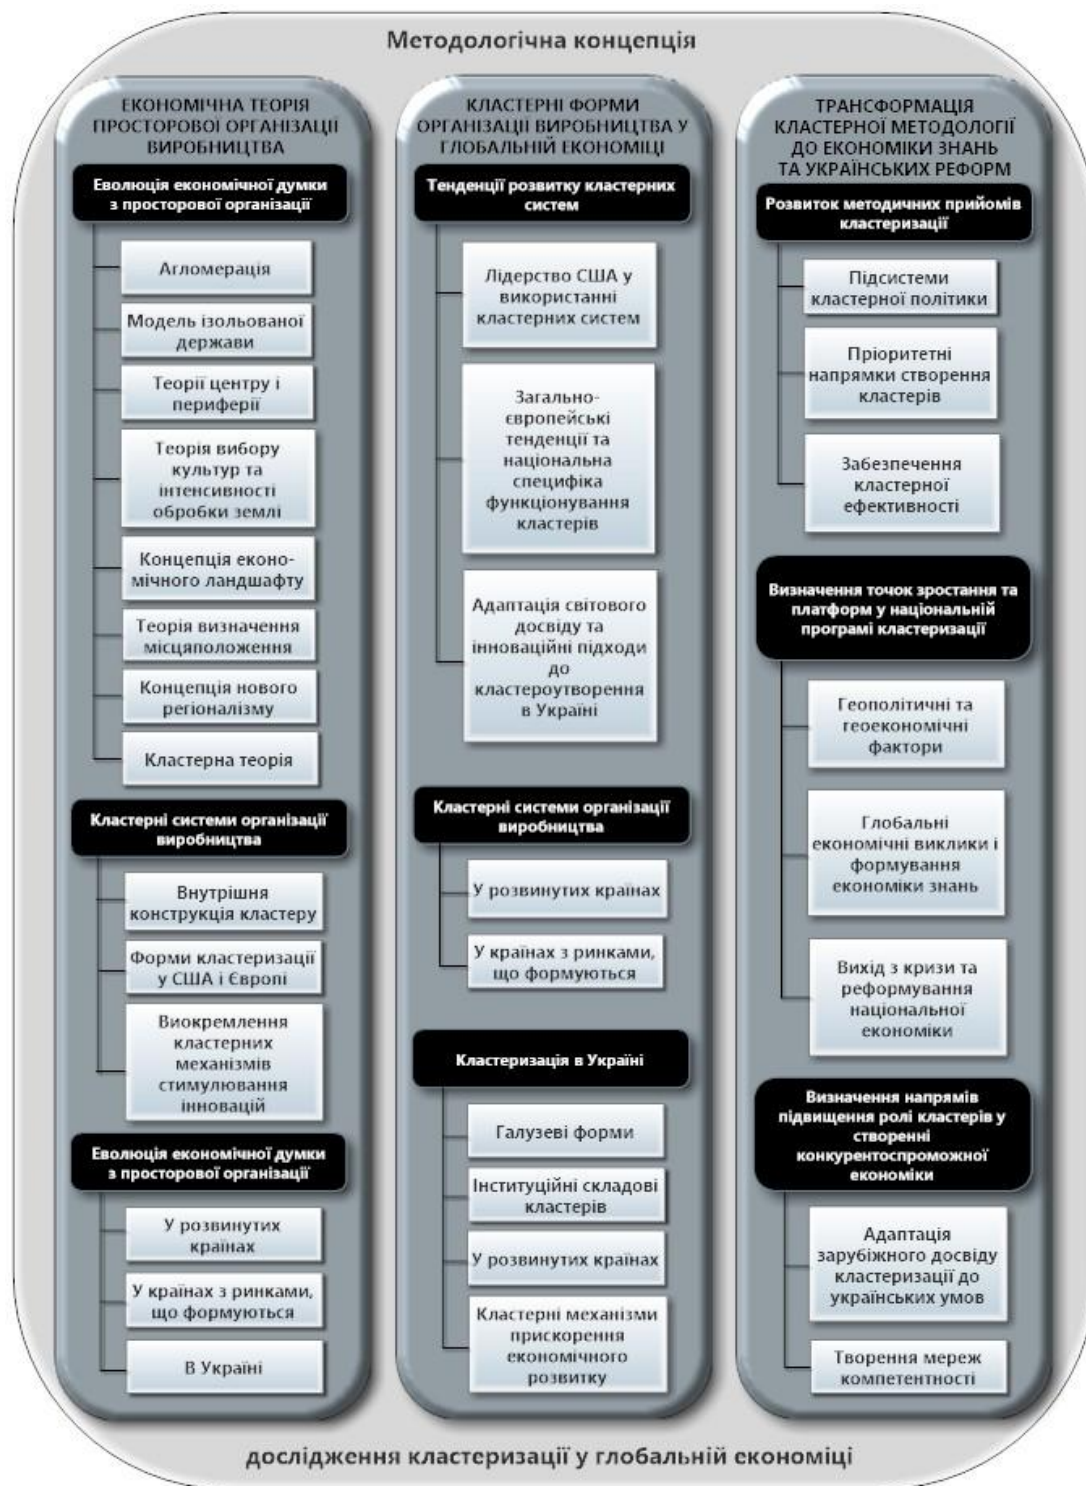 Методологічна концепція
ЕКОНОМІЧНА ТЕОРІЯ
ПРОСТОРОВОЇ ОРГАНІЗАЦІЇ
ВИРОБНИЦТВА
Еволюція економічної думки
з просторової організації
Агломерація
Модель ізольованої
держави
Теорії центру і
периферії
Теорія вибору
культур та
інтенсивності
обробки землі
Концепція еконо-
мічного ландшафту
Теорія визначення
місцяположення
Концепція нового
регіоналізму
Кластерна теорія
Кластерні системи організації
виробництва
Внутрішня
конструкція кластеру
Форми кластеризації
у США і Європі
Виокремлення
кластерних
механізмів
стимулювання
інновацій
Еволюція економічної думки
з просторової організації
У розвинутих
країнах
У країнах з ринками,
що формуються
В Україні
КЛАСТЕРНІ ФОРМИ
ОРГАНІЗАЦІЇ ВИРОБНИЦТВА У
ГЛОБАЛЬНІЙ ЕКОНОМІЦІ
Тенденції розвитку кластерних
систем
Лідерство США у
використанні
кластерних систем
Загально-
європейські
тенденції та
національна
специфіка
функціонування
кластерів
Адаптація світового
досвіду та
інноваційні підходи
до
кластероутворення
в Україні
Кластерні системи організації
виробництва
У розвинутих країнах
У країнах з ринками,
що формуються
Кластеризація в Україні
Галузеві форми
Інституційні складові
кластерів
У розвинутих країнах
Кластерні механізми
прискорення
економічного
розвитку
ТРАНСФОРМАЦІЯ
КЛАСТЕРНОЇ МЕТОДОЛОГІЇ
ДО ЕКОНОМІКИ ЗНАНЬ
ТА УКРАЇНСЬКИХ РЕФОРМ
Розвиток методичних прийомів
кластеризації
Підсистеми
кластерної політики
Пріоритетні
напрямки створення
кластерів
Забезпечення
кластерної
ефективності
Визначення точок зростання та
платформ у національній
програмі кластеризації
Геополітичні та
геоекономічні
фактори
Глобальні
економічні виклики і
формування
економіки знань
Вихід з кризи та
реформування
національної
економіки
Визначення напрямів
підвищення ролі кластерів у
створенні
конкурентоспроможної
економіки
Адаптація
зарубіжного досвіду
кластеризації до
українських умов
Творення мереж
компетентності
дослідження кластеризації у глобальній економіці